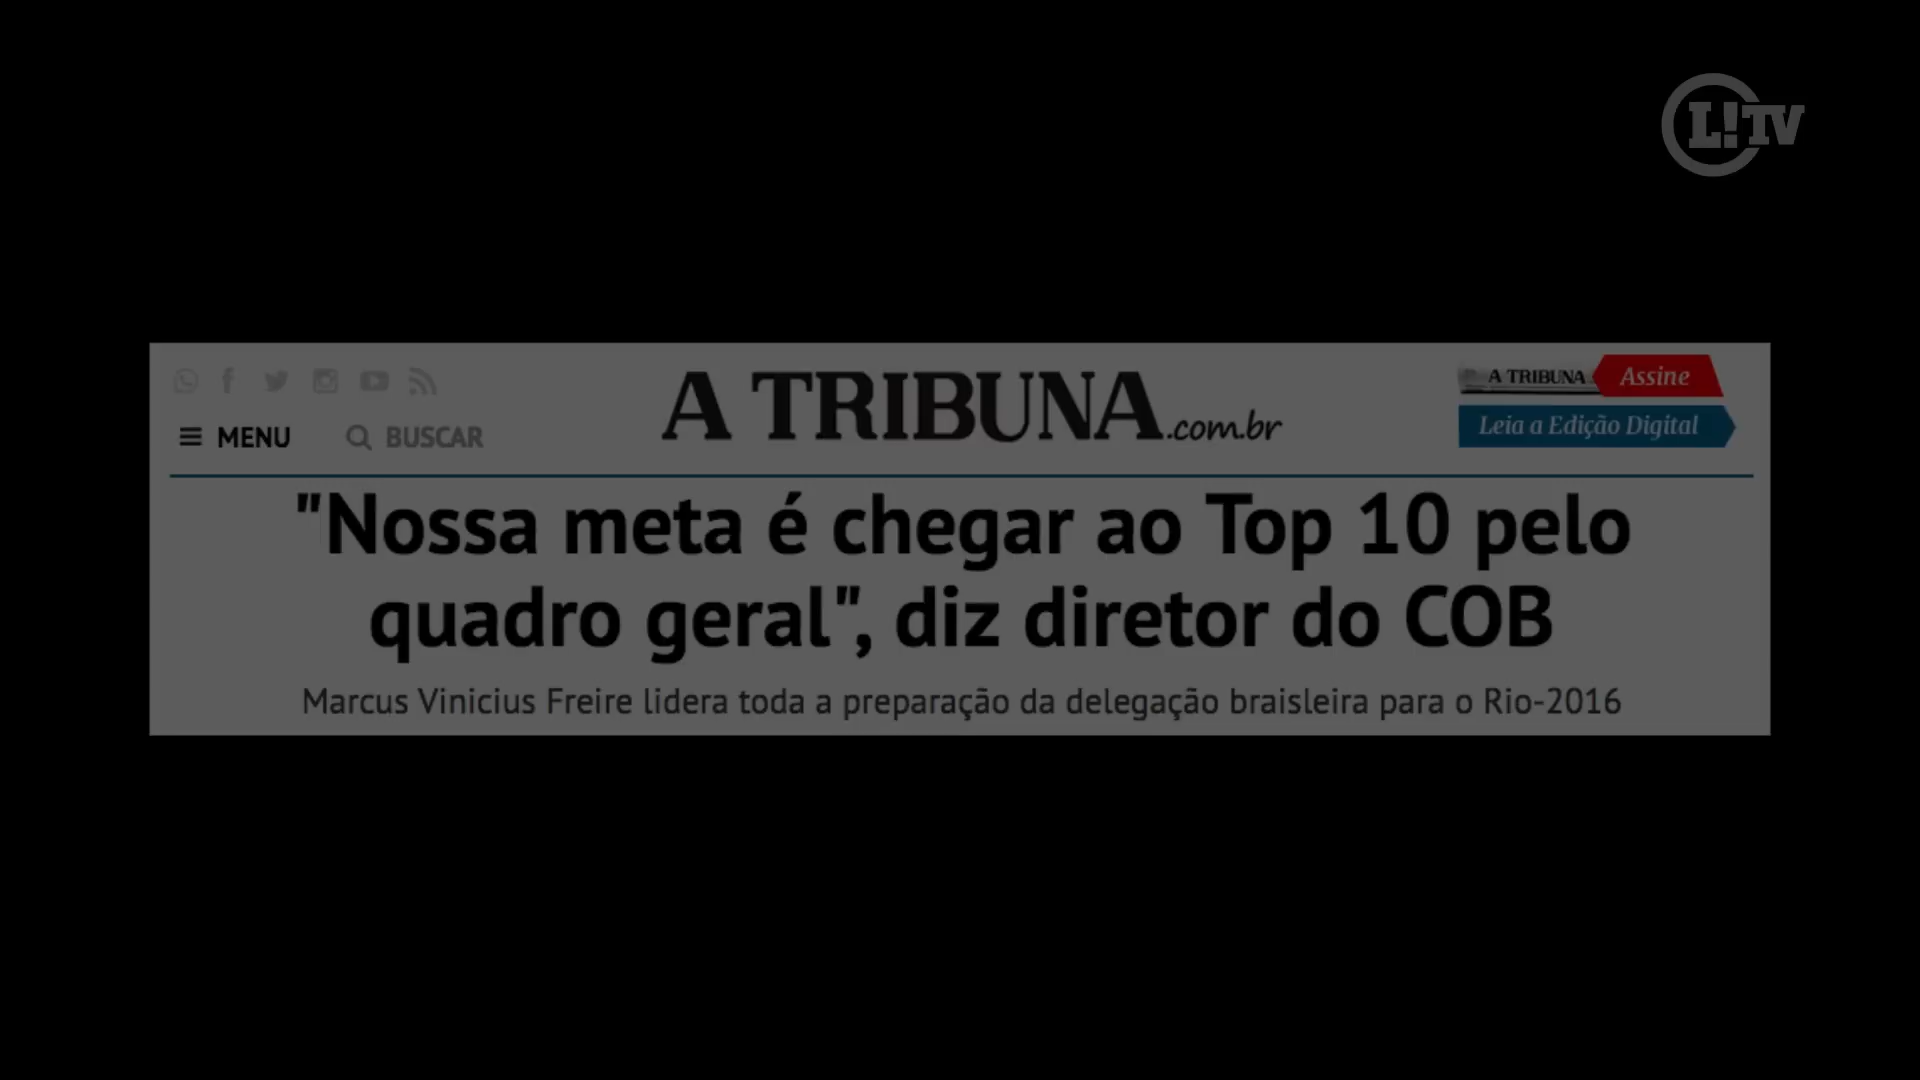 L!TV
A TRIBUNA.com.br
A TRIBUNA Assine
MENU BUSCAR
Leia a Edição Digital
"Nossa meta é chegar ao Top 10 pelo
quadro geral", diz diretor do COB
Marcus Vinicius Freire lidera toda a preparação da delegação braisleira para o Rio-2016